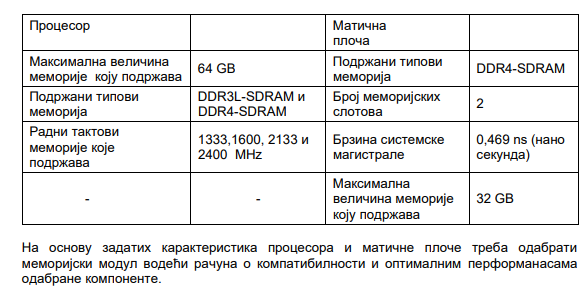 Процесор
Матична
плоча
Максимална величина
меморије  коју подржава
64 GB
Подржани типови
меморија
DDR4-SDRAM
Подржани типови
меморија
DDR3L-SDRAM и
DDR4-SDRAM
Број меморијских
слотова
2
Радни тактови
меморије које
подржава
1333,1600, 2133 и
2400  MHz
Брзина системске
магистрале
0,469 ns (нано
секунда)
-
-
Максимална
величина меморије
коју подржава
32 GB
На основу задатих карактеристика процесора и матичне плоче треба одабрати
меморијски модул водећи рачуна о компатибилности и оптималним перформанасама
одабране компоненте.